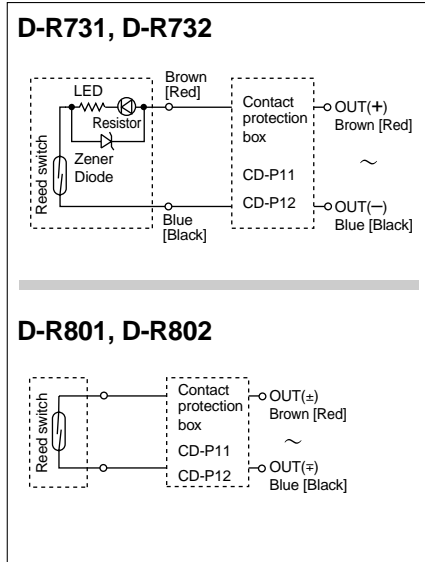 D-R731, D-R732
LED
Resistor
Zener
Diode
Reed switch
Brown
[Red]
Blue
[Black]
Contact
protection
box
CD-P11
CD-P12
OUT(+)
Brown [Red]
~
OUT(−)
Blue [Black]
D-R801, D-R802
Reed switch
Contact
protection
box
CD-P11
CD-P12
OUT(±)
Brown [Red]
~
OUT(∓)
Blue [Black]